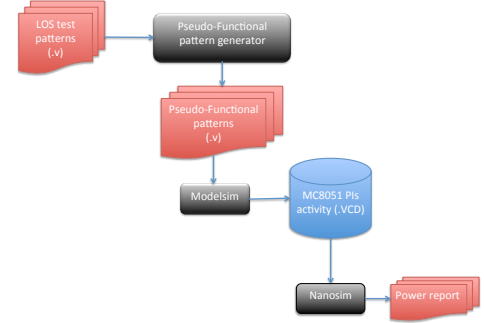 LOS test
patterns
(.v)
Pseudo-Functional
pattern generator
Pseudo-Functional
patterns
(.v)
Modelsim
MC8051 PIs
activity (.VCD)
Nanosim
Power report